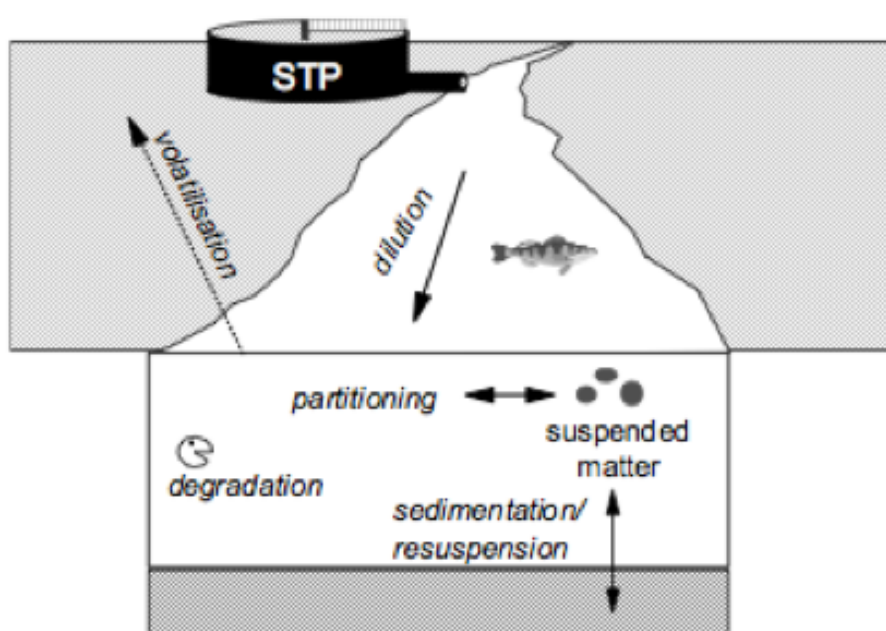 STP
volatilisation
dilution
partitioning
suspended
matter
degradation
sedimentation/
resuspension